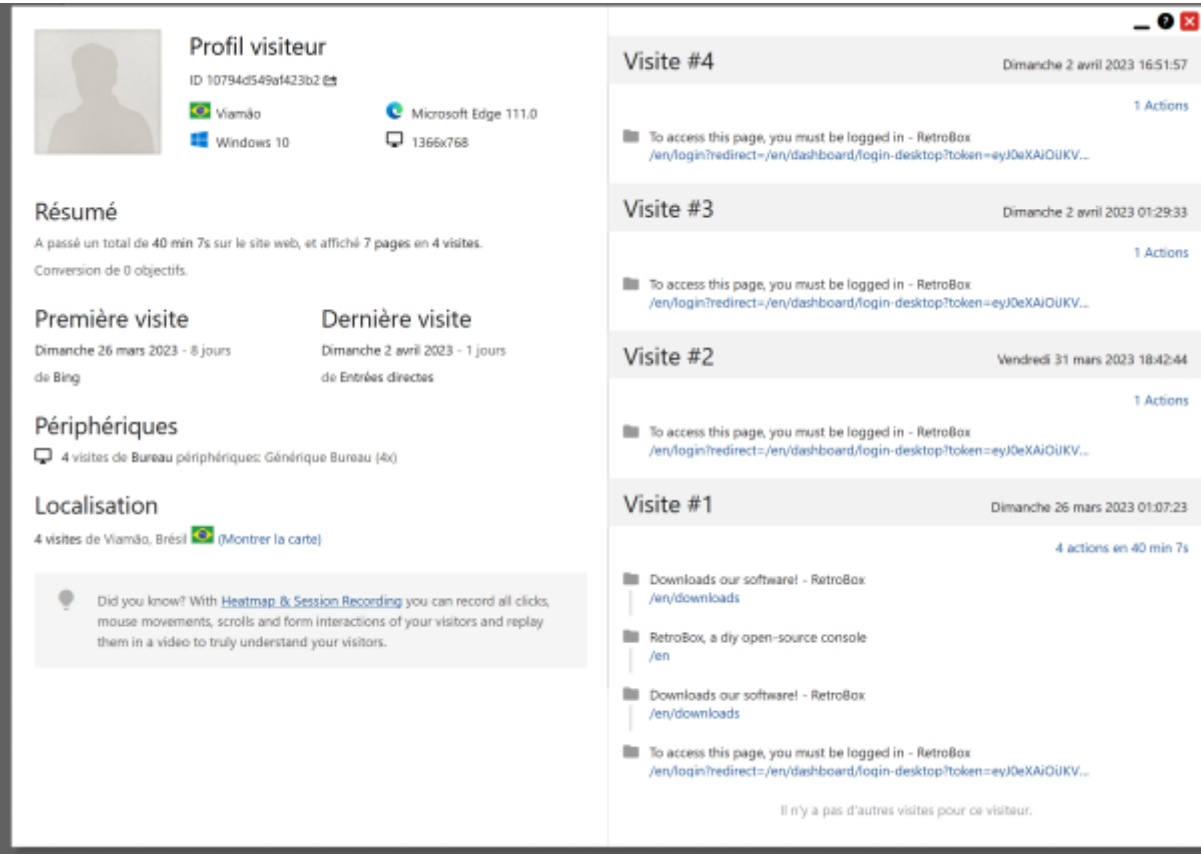 Profil visiteur
ID 10794d549af423b2
Viamão
Microsoft Edge 111.0
Windows 10
1366x768
Résumé
A passé un total de 40 min 7s sur le site web, et affiché 7 pages en 4 visites.
Conversion de 0 objectifs.
Première visite
Dimanche 26 mars 2023 - 8 jours
de Bing
Dernière visite
Dimanche 2 avril 2023 - 1 jours
de Entrées directes
Périphériques
4 visites de Bureau périphériques: Générique Bureau (4x)
Localisation
4 visites de Viamão, Brésil (Montrer la carte)
Did you know? With Heatmap & Session Recording you can record all clicks,
mouse movements, scrolls and form interactions of your visitors and replay
them in a video to truly understand your visitors.
Visite #4
Dimanche 2 avril 2023 16:51:57
1 Actions
To access this page, you must be logged in - RetroBox
/en/login?redirect=/en/dashboard/login-desktop?token=eyJ0eXAiOiJKV...
Visite #3
Dimanche 2 avril 2023 01:29:33
1 Actions
To access this page, you must be logged in - RetroBox
/en/login?redirect=/en/dashboard/login-desktop?token=eyJ0eXAiOiJKV...
Visite #2
Vendredi 31 mars 2023 18:42:44
1 Actions
To access this page, you must be logged in - RetroBox
/en/login?redirect=/en/dashboard/login-desktop?token=eyJ0eXAiOiJKV...
Visite #1
Dimanche 26 mars 2023 01:07:23
4 actions en 40 min 7s
Downloads our software! - RetroBox
/en/downloads
RetroBox, a diy open-source console
/en
Downloads our software! - RetroBox
/en/downloads
To access this page, you must be logged in - RetroBox
/en/login?redirect=/en/dashboard/login-desktop?token=eyJ0eXAiOiJKV...
Il n'y a pas d'autres visites pour ce visiteur.